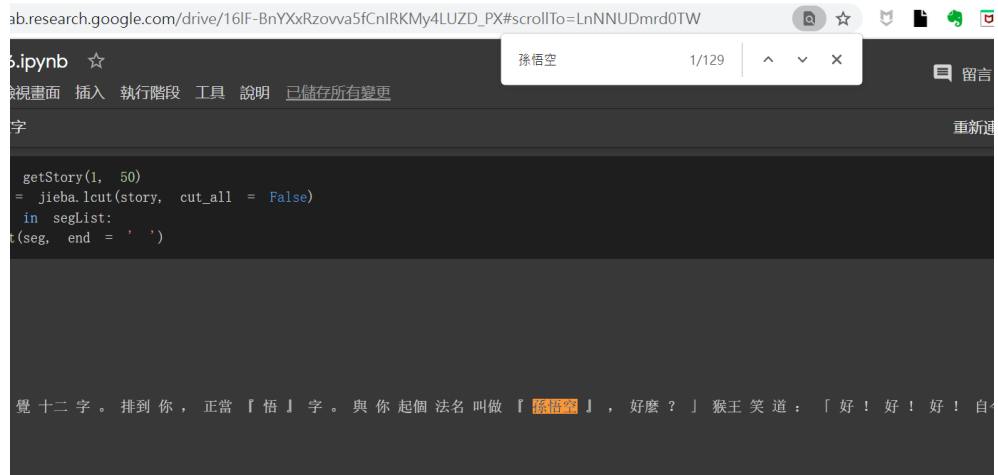 ab.research.google.com/drive/16lF-BnYXxRzovva5fCnIRKMy4LUZD_PX#scrollTo=LnNNUDmrd0TW
孫悟空 1/129
6.ipynb
留言
檢視畫面 插入 執行階段 工具 說明 已儲存所有變更
字
重新連
getStory(1, 50)
= jieba.lcut(story, cut_all = False)
in segList:
t(seg, end = ' ')
覺 十二 字 。 排到 你 , 正當 『 悟 』 字 。 與 你 起個 法名 叫做 『 孫悟空 』 , 好麼 ? 」 猴王 笑 道 : 「 好 ! 好 ! 好 ! 自今